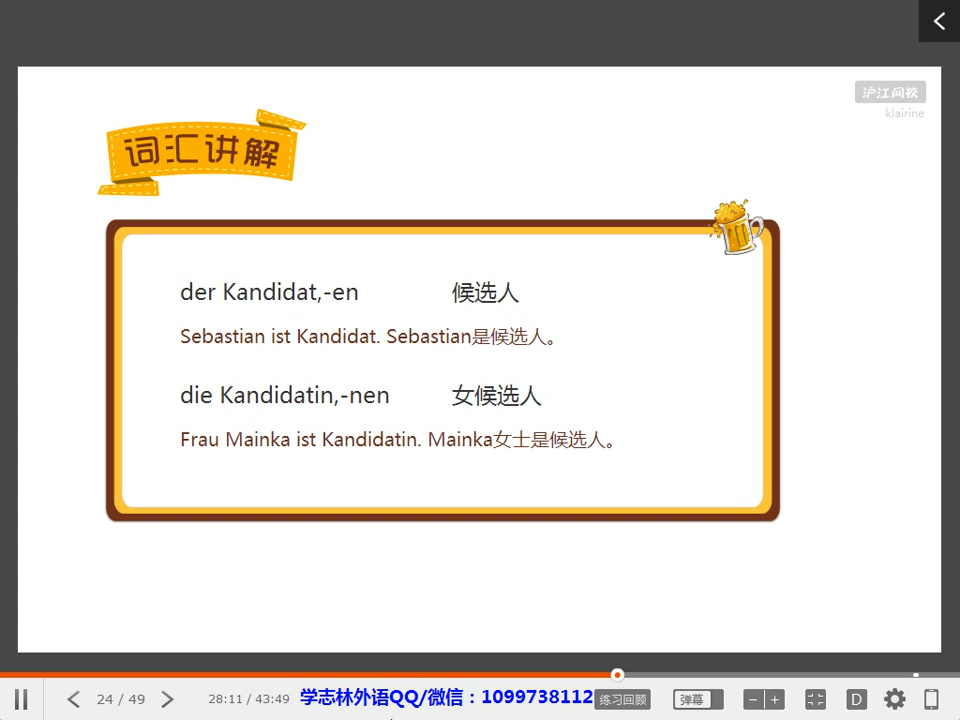 沪江网校
klairine
词汇讲解
der Kandidat,-en 候选人
Sebastian ist Kandidat. Sebastian是候选人。
die Kandidatin,-nen 女候选人
Frau Mainka ist Kandidatin. Mainka女士是候选人。
24 / 49 28:11 / 43:49 学志林外语QQ/微信：1099738112 练习回顾 弹幕 D